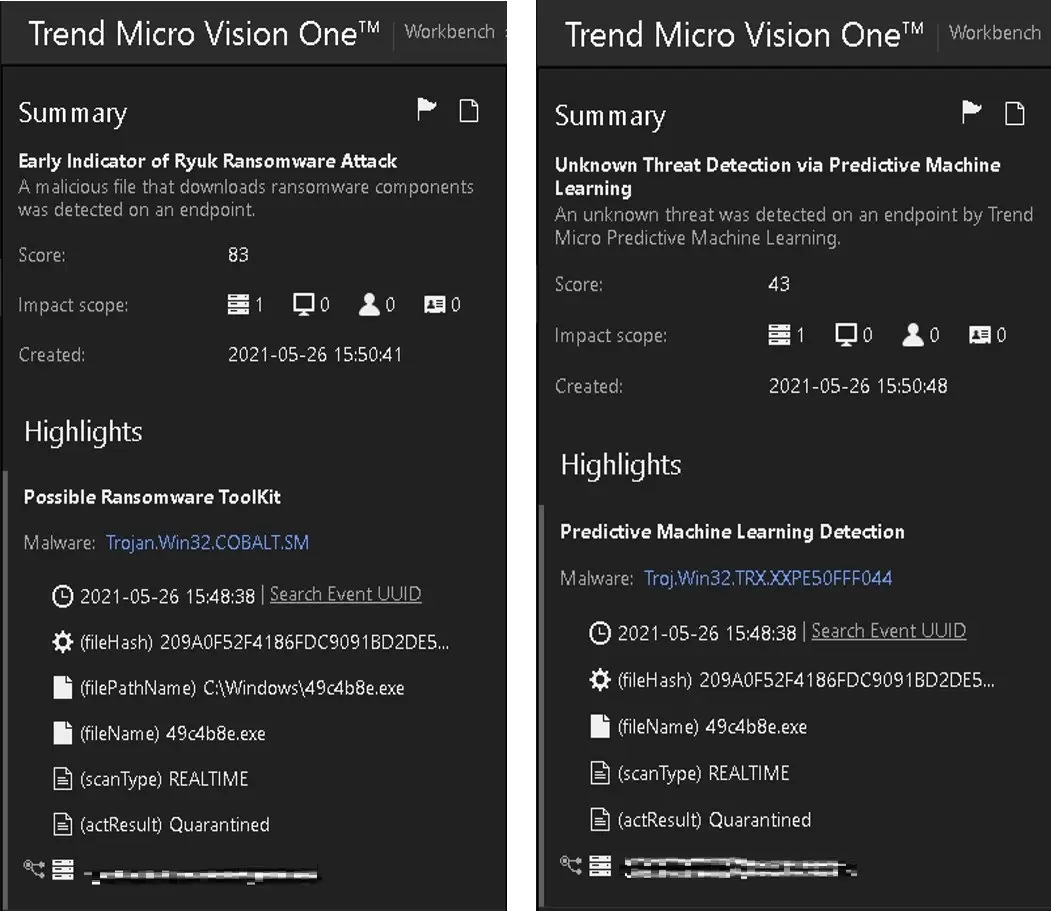 Trend Micro Vision One™ | Workbench
Summary
Early Indicator of Ryuk Ransomware Attack
A malicious file that downloads ransomware components
was detected on an endpoint.
Score: 83
Impact scope: 1 0 0 0
Created: 2021-05-26 15:50:41
Highlights
Possible Ransomware ToolKit
Malware: Trojan.Win32.COBALT.SM
2021-05-26 15:48:38 | Search Event UUID
(fileHash) 209A0F52F4186FDC9091BD2DE5...
(filePathName) C:\Windows\49c4b8e.exe
(fileName) 49c4b8e.exe
(scanType) REALTIME
(actResult) Quarantined
Trend Micro Vision One™ | Workbench
Summary
Unknown Threat Detection via Predictive Machine
Learning
An unknown threat was detected on an endpoint by Trend
Micro Predictive Machine Learning.
Score: 43
Impact scope: 1 0 0 0
Created: 2021-05-26 15:50:48
Highlights
Predictive Machine Learning Detection
Malware: Troj.Win32.TRX.XXPE50FFF044
2021-05-26 15:48:38 | Search Event UUID
(fileHash) 209A0F52F4186FDC9091BD2DE5...
(fileName) 49c4b8e.exe
(scanType) REALTIME
(actResult) Quarantined